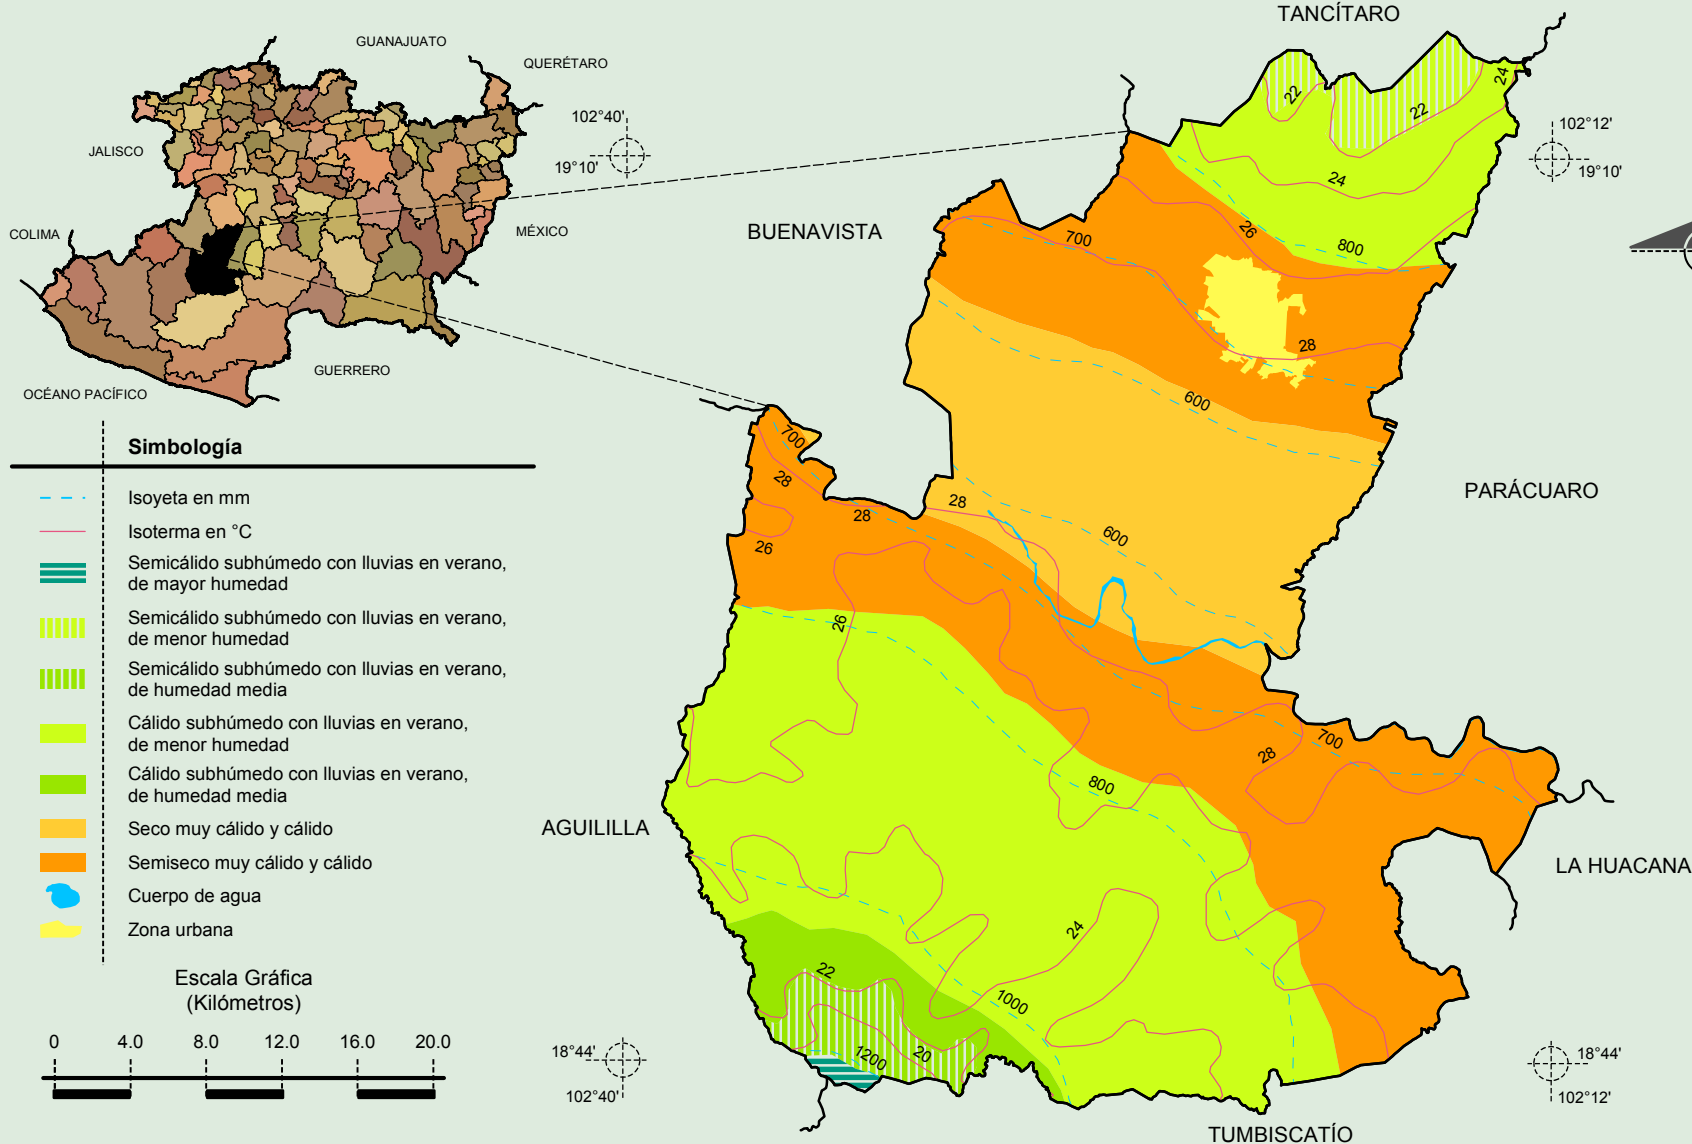 GUANAJUATO
QUERÉTARO
JALISCO
COLIMA
MÉXICO
GUERRERO
OCÉANO PACÍFICO
102°40'
19°10'
TANCÍTARO
102°12'
19°10'
BUENAVISTA
PARÁCUARO
AGUILILLA
LA HUACANA
TUMBISCATÍO
22
22
24
24
26
800
700
28
600
700
28
28
28
600
26
26
700
28
800
24
22
1000
20
1200
Simbología
Isoyeta en mm
Isoterma en °C
Semicálido subhúmedo con lluvias en verano,
de mayor humedad
Semicálido subhúmedo con lluvias en verano,
de menor humedad
Semicálido subhúmedo con lluvias en verano,
de humedad media
Cálido subhúmedo con lluvias en verano,
de menor humedad
Cálido subhúmedo con lluvias en verano,
de humedad media
Seco muy cálido y cálido
Semiseco muy cálido y cálido
Cuerpo de agua
Zona urbana
Escala Gráfica
(Kilómetros)
0 4.0 8.0 12.0 16.0 20.0
18°44'
102°40'
18°44'
102°12'